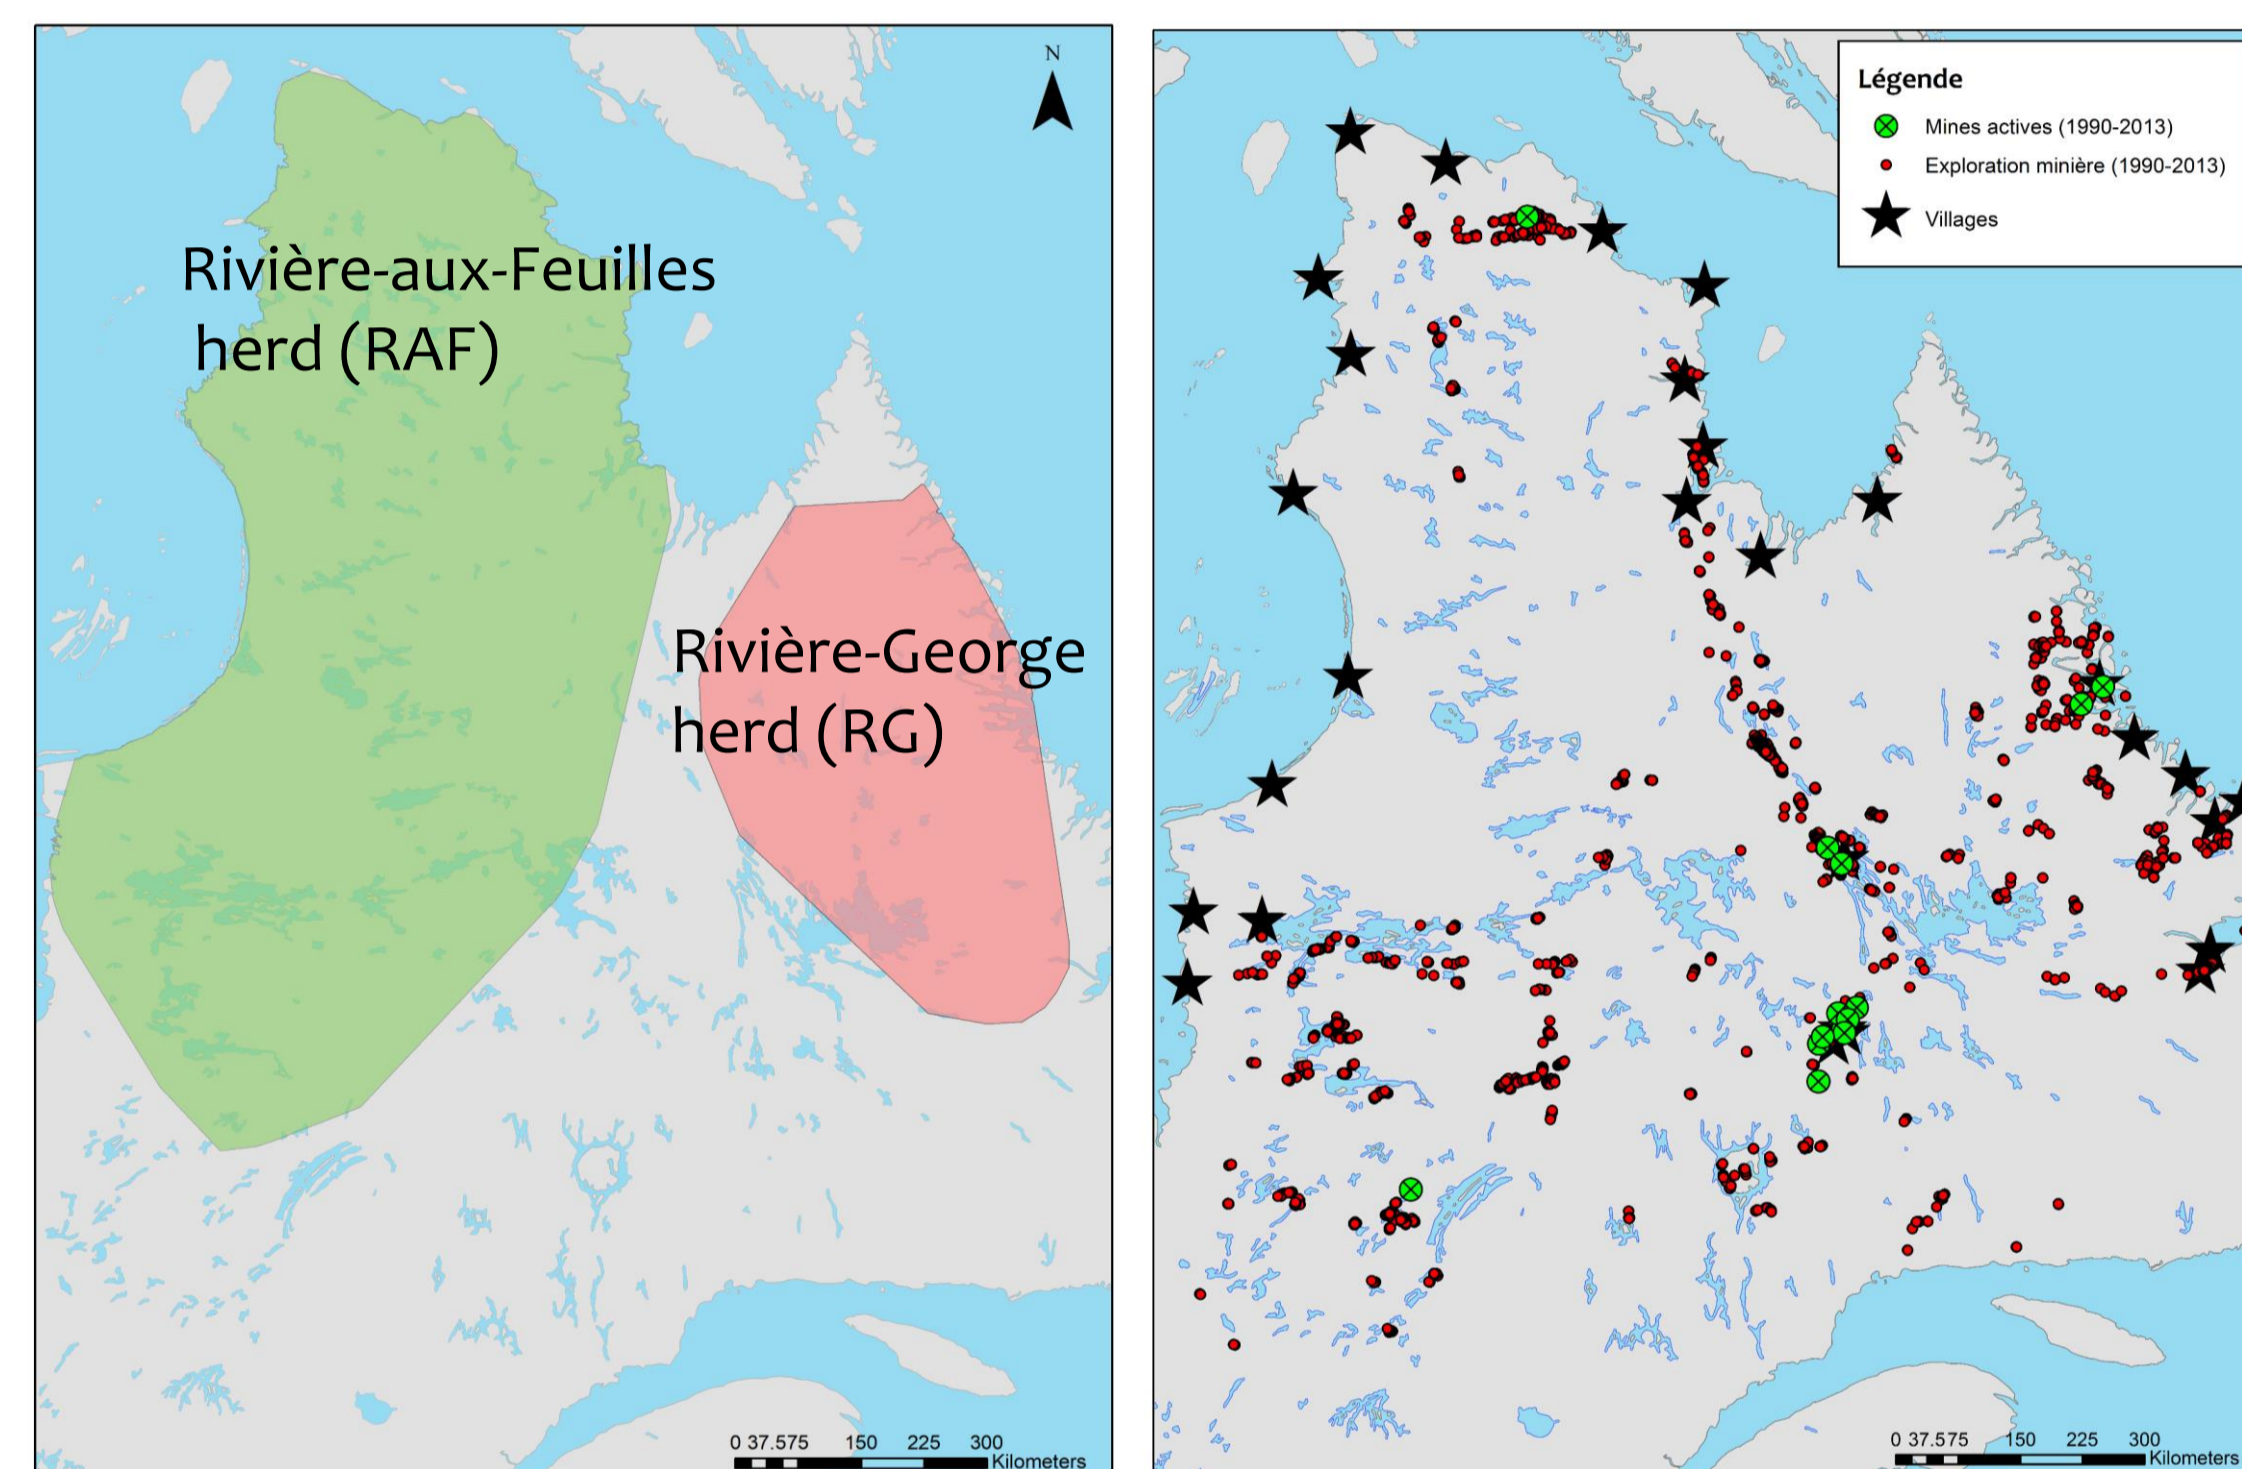 N
Rivière-aux-Feuilles
herd (RAF)
Rivière-George
herd (RG)
0 37.575 150 225 300
Kilometers
Légende
Mines actives (1990-2013)
Exploration minière (1990-2013)
Villages
0 37.575 150 225 300
Kilometers